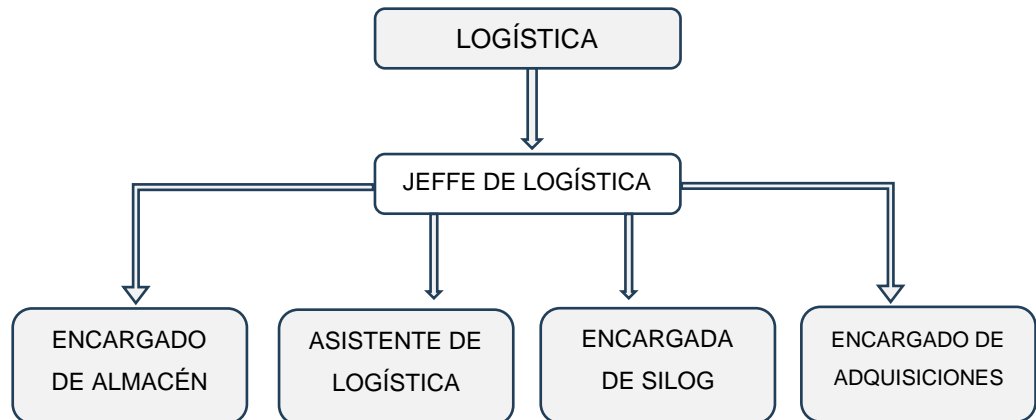 LOGÍSTICA
JEFFE DE LOGÍSTICA
ENCARGADO
DE ALMACÉN
ASISTENTE DE
LOGÍSTICA
ENCARGADA
DE SILOG
ENCARGADO DE
ADQUISICIONES